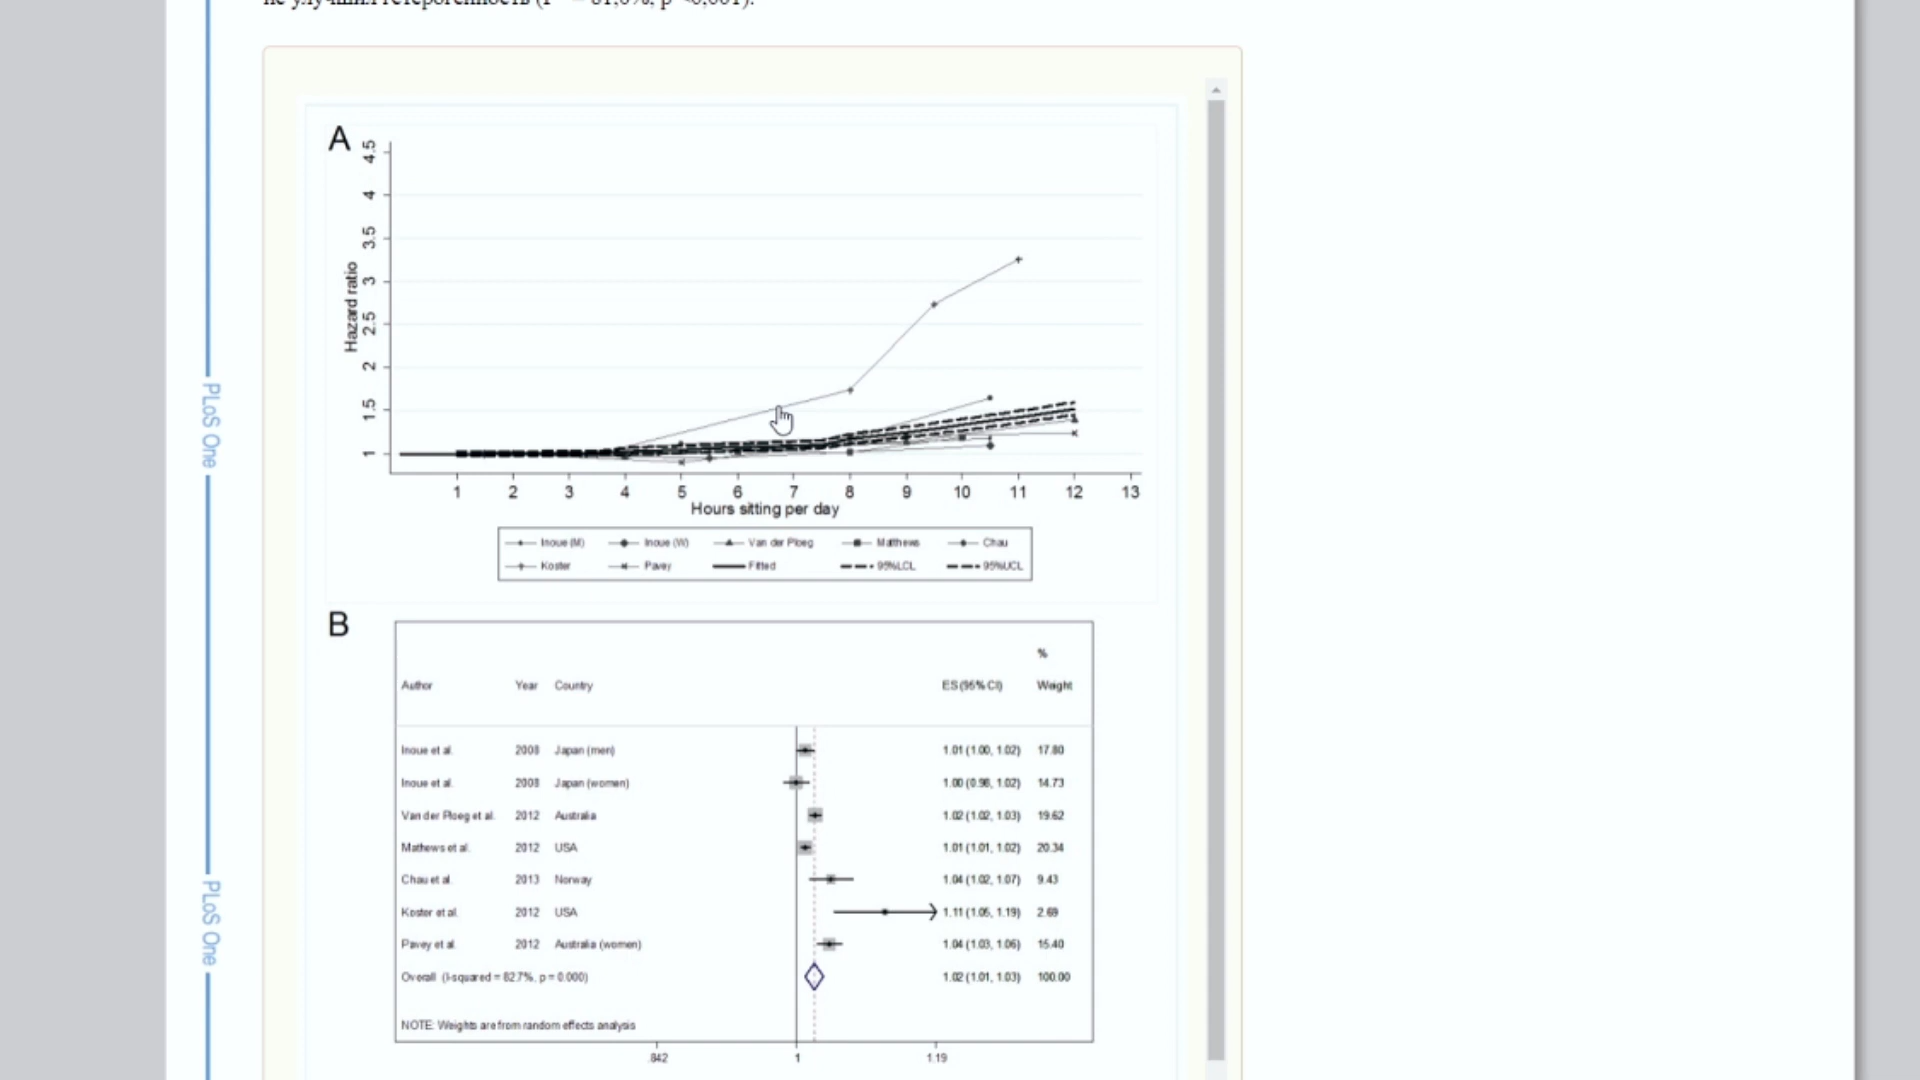 не улучшил гетерогенность (I = 81,0%, p <0,001).
PLoS One
PLoS One
A
4.5
4
3.5
3
2.5
2
1.5
1
Hazard ratio
1 2 3 4 5 6 7 8 9 10 11 12 13
Hours sitting per day
Inoue (M) Inoue (W) Van der Ploeg Matthews Chau
Koster Pavey Fitted 95%LCL 95%UCL
B
%
Author Year Country ES (95% CI) Weight
Inoue et al. 2008 Japan (men) 1.01 (1.00, 1.02) 17.80
Inoue et al. 2008 Japan (women) 1.00 (0.98, 1.02) 14.73
Van der Ploeg et al. 2012 Australia 1.02 (1.02, 1.03) 19.62
Mathews et al. 2012 USA 1.01 (1.01, 1.02) 20.34
Chau et al. 2013 Norway 1.04 (1.02, 1.07) 9.43
Koster et al. 2012 USA 1.11 (1.05, 1.19) 2.69
Pavey et al. 2012 Australia (women) 1.04 (1.03, 1.06) 15.40
Overall (I-squared = 82.7%, p = 0.000) 1.02 (1.01, 1.03) 100.00
NOTE: Weights are from random effects analysis
.842 1 1.19